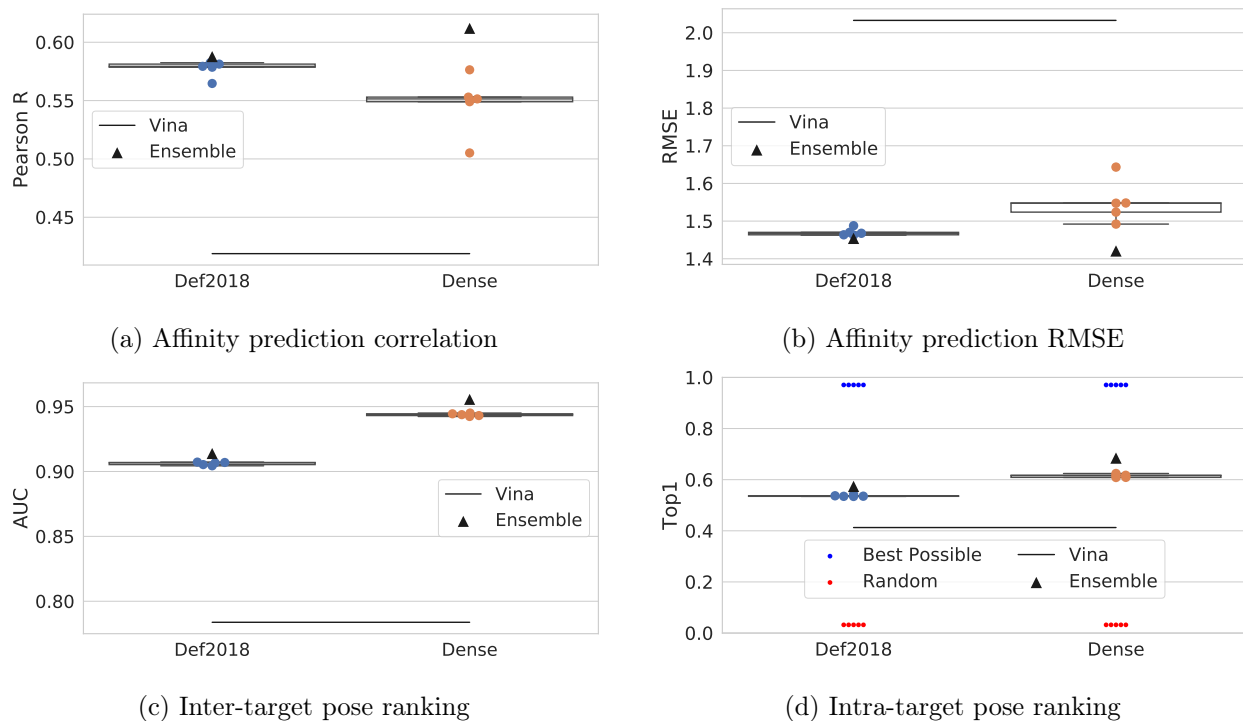 0.60
0.55
0.50
0.45
Pearson R
Vina
Ensemble
Def2018
Dense
(a) Affinity prediction correlation
2.0
1.9
1.8
1.7
1.6
1.5
1.4
RMSE
Vina
Ensemble
Def2018
Dense
(b) Affinity prediction RMSE
0.95
0.90
0.85
0.80
AUC
Vina
Ensemble
Def2018
Dense
(c) Inter-target pose ranking
1.0
0.8
0.6
0.4
0.2
0.0
Top1
Best Possible
Random
Vina
Ensemble
Def2018
Dense
(d) Intra-target pose ranking